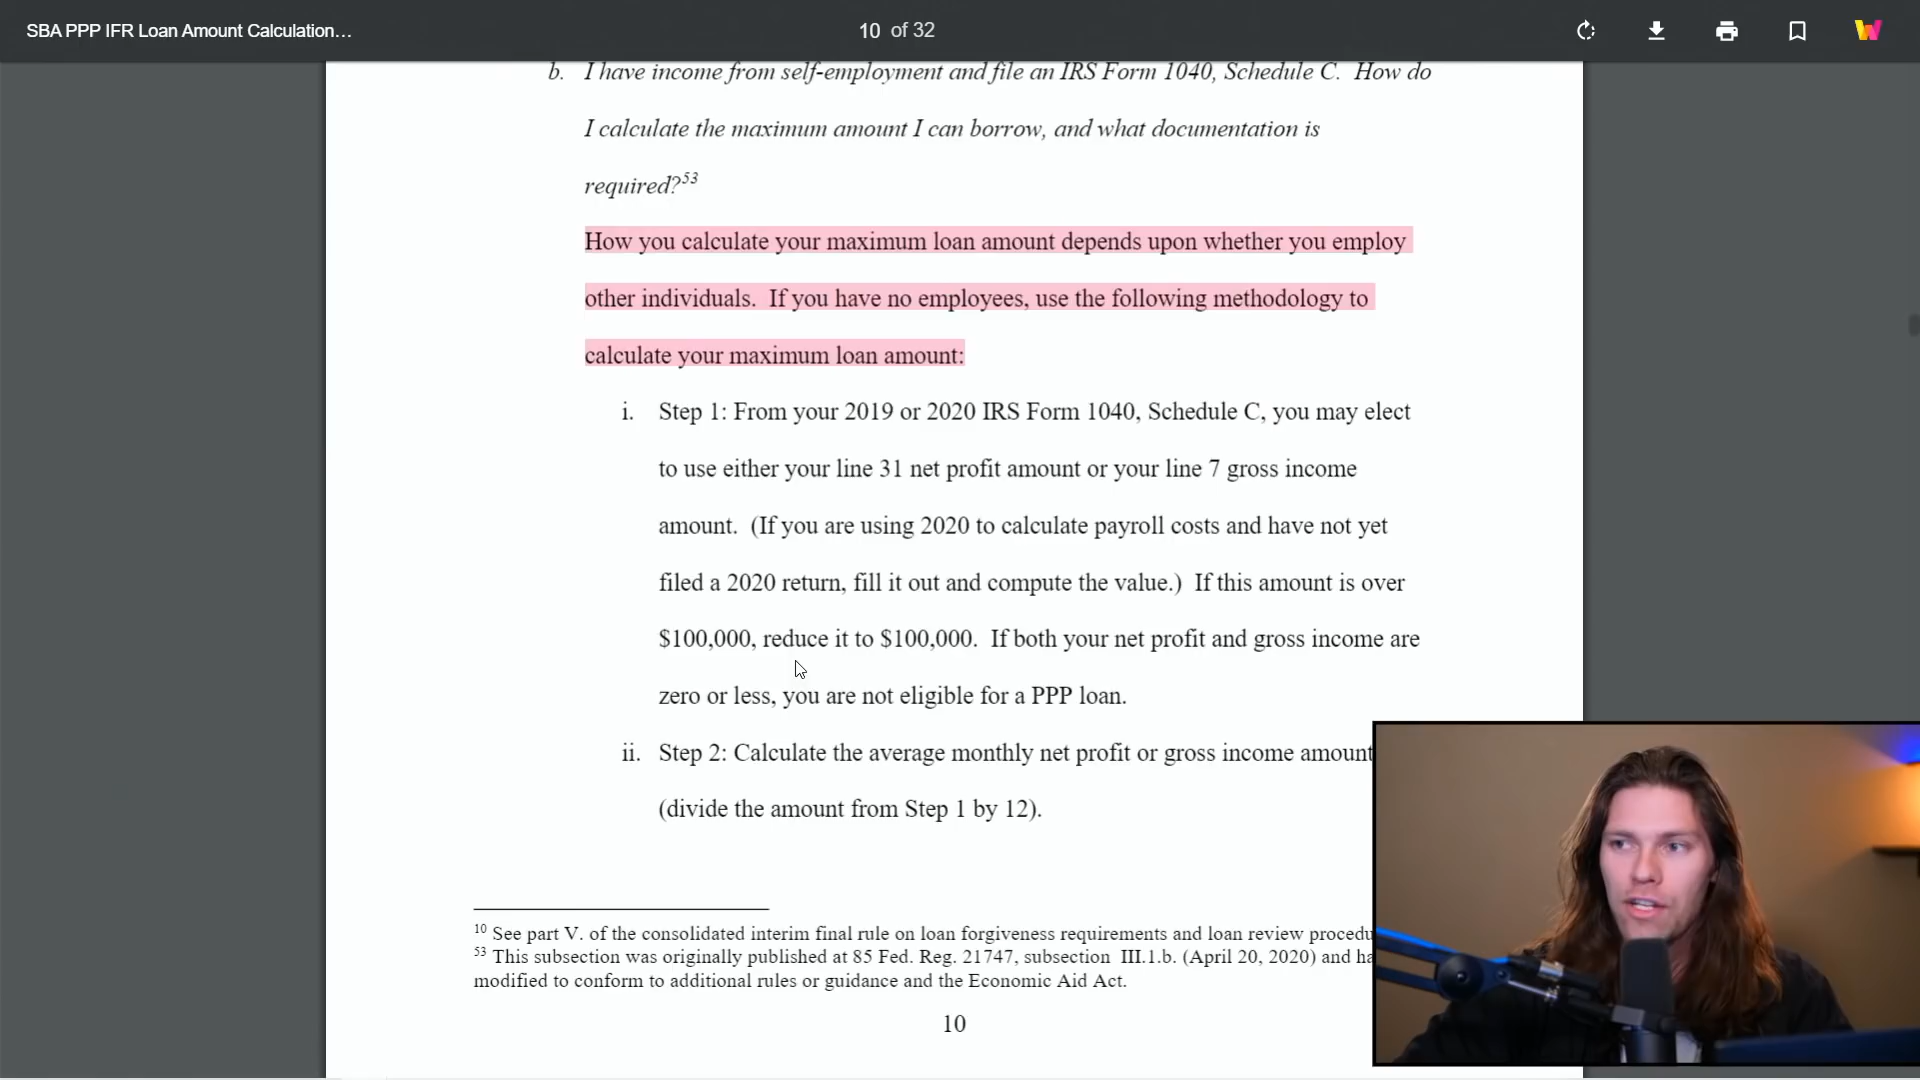 SBA PPP IFR Loan Amount Calculation…
10 of 32
b. I have income from self-employment and file an IRS Form 1040, Schedule C. How do
I calculate the maximum amount I can borrow, and what documentation is
required?53
How you calculate your maximum loan amount depends upon whether you employ
other individuals. If you have no employees, use the following methodology to
calculate your maximum loan amount:
i. Step 1: From your 2019 or 2020 IRS Form 1040, Schedule C, you may elect
to use either your line 31 net profit amount or your line 7 gross income
amount. (If you are using 2020 to calculate payroll costs and have not yet
filed a 2020 return, fill it out and compute the value.) If this amount is over
$100,000, reduce it to $100,000. If both your net profit and gross income are
zero or less, you are not eligible for a PPP loan.
ii. Step 2: Calculate the average monthly net profit or gross income amount
(divide the amount from Step 1 by 12).
10 See part V. of the consolidated interim final rule on loan forgiveness requirements and loan review procedu
53 This subsection was originally published at 85 Fed. Reg. 21747, subsection III.1.b. (April 20, 2020) and ha
modified to conform to additional rules or guidance and the Economic Aid Act.
10